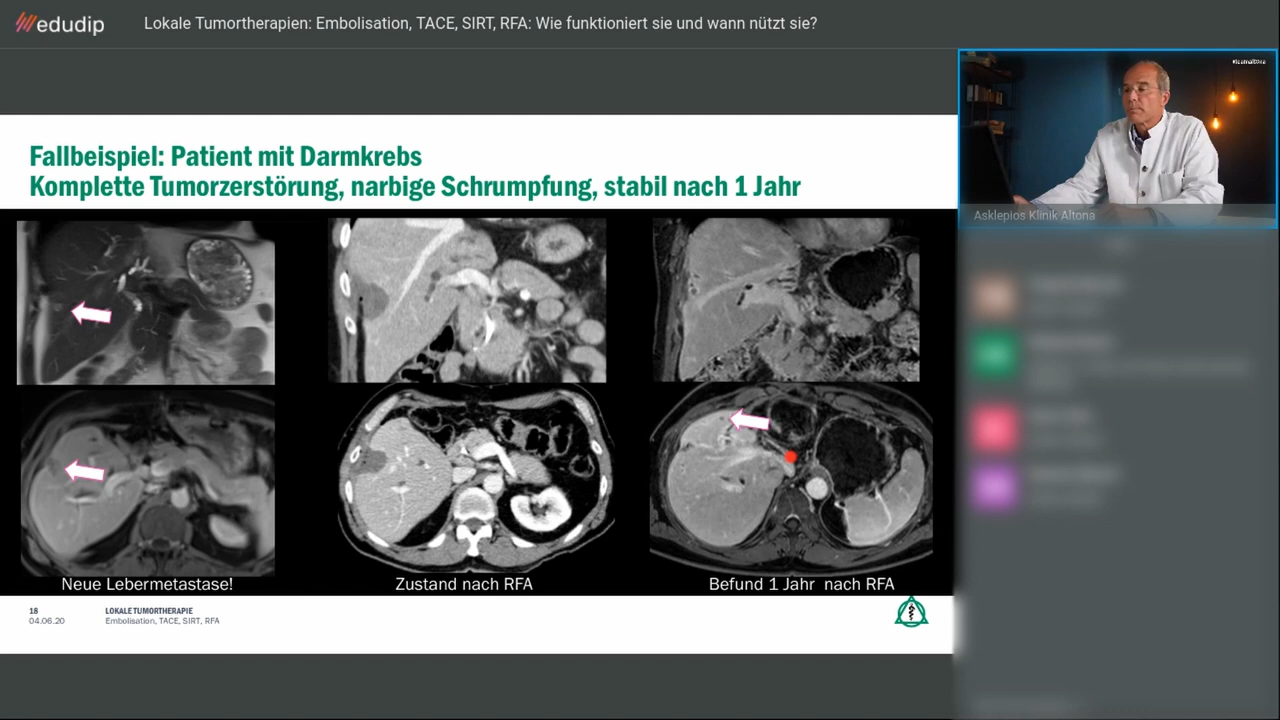 edudip
Lokale Tumortherapien: Embolisation, TACE, SIRT, RFA: Wie funktioniert sie und wann nützt sie?
Fallbeispiel: Patient mit Darmkrebs
Komplette Tumorzerstörung, narbige Schrumpfung, stabil nach 1 Jahr
Asklepios Klinik Altona
Neue Lebermetastase!
Zustand nach RFA
Befund 1 Jahr nach RFA
18
LOKALE TUMORTHERAPIE
04.06.20
Embolisation, TACE, SIRT, RFA